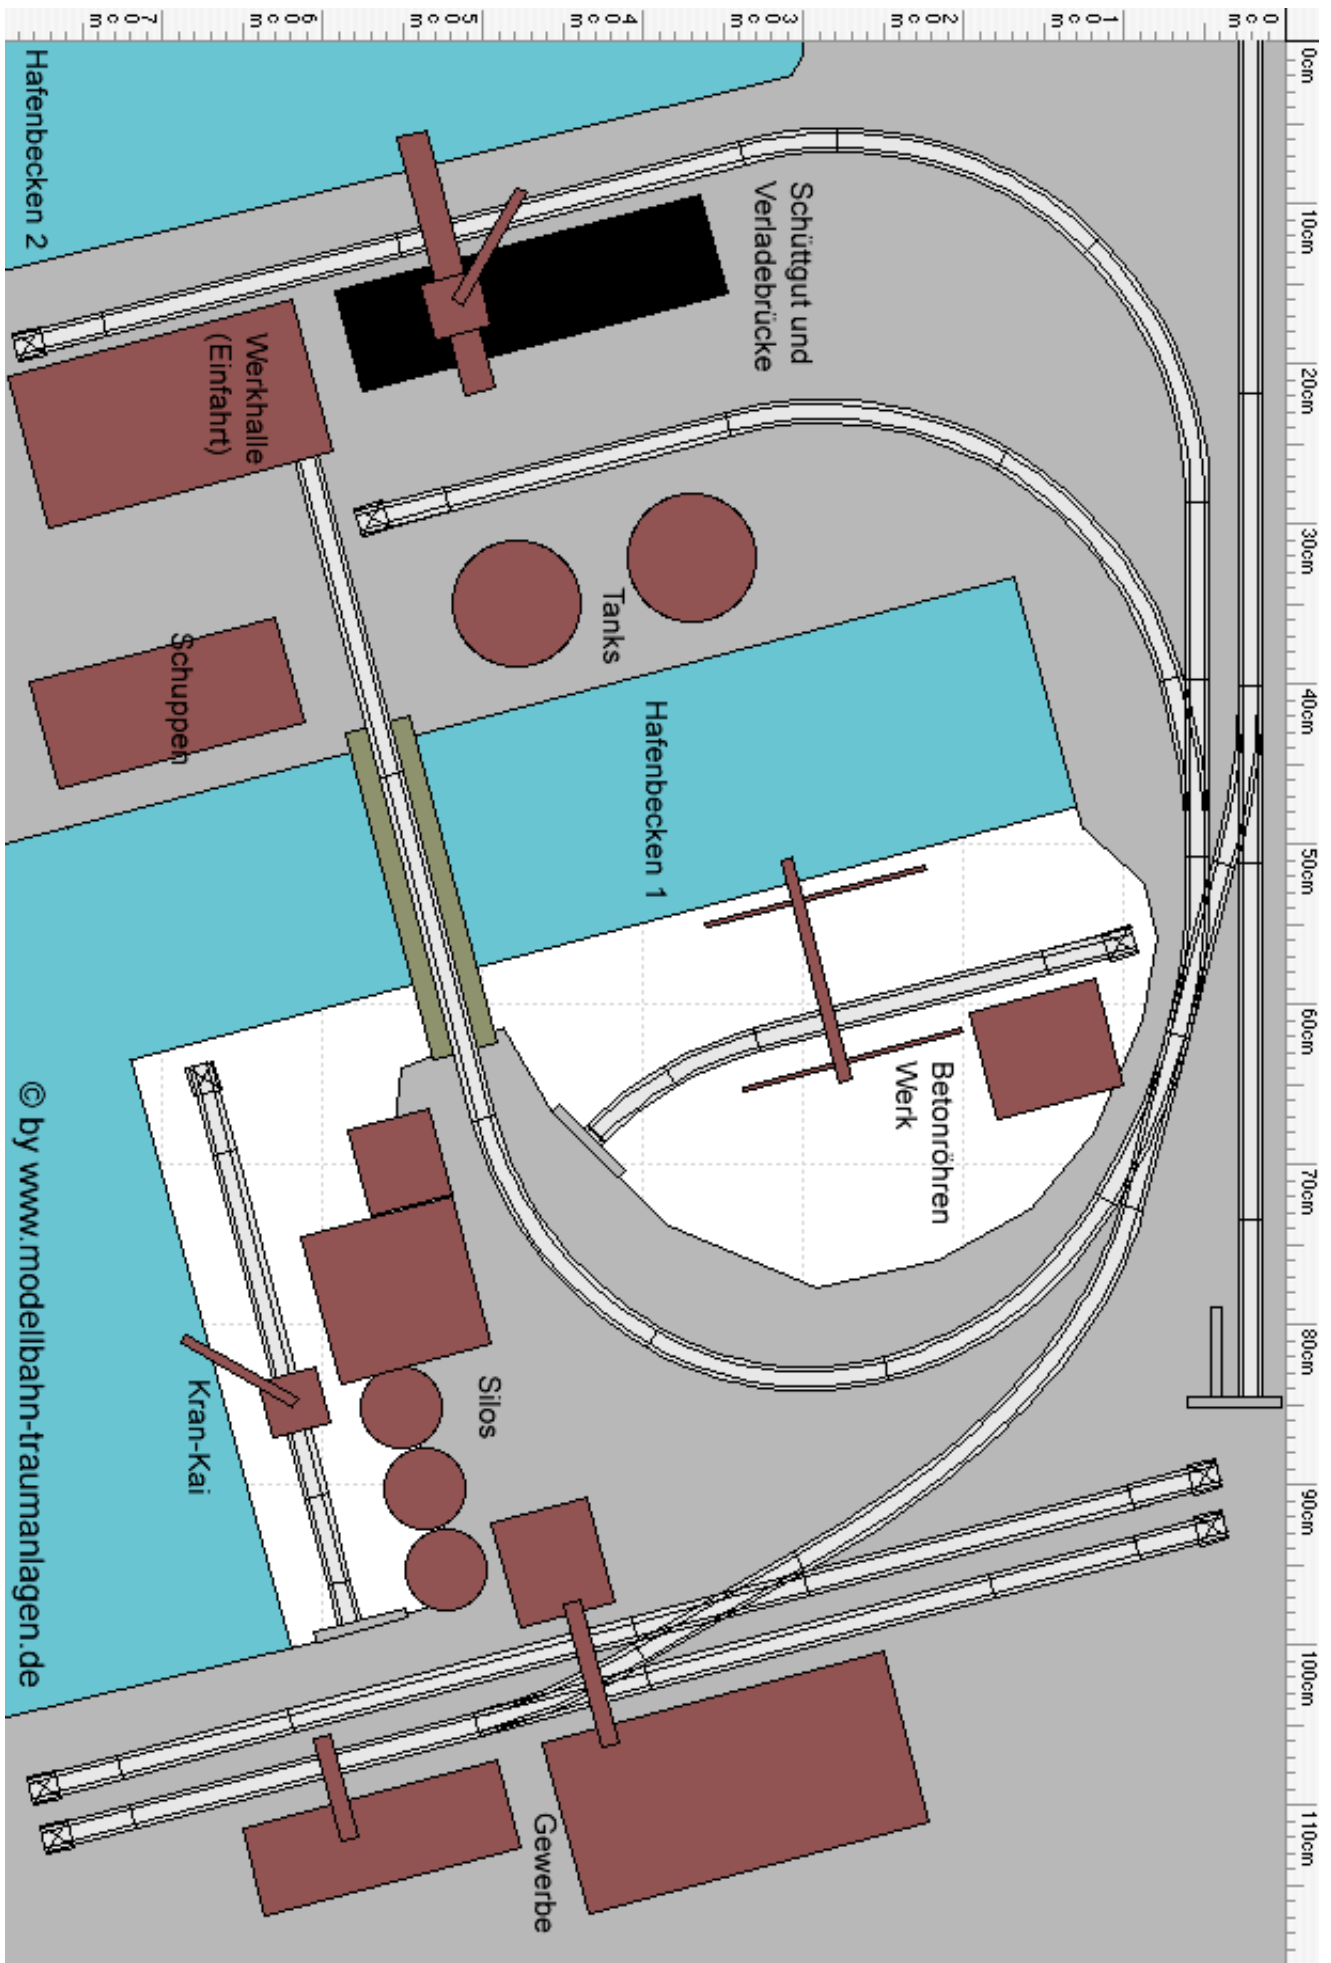 0cm
10cm
20cm
30cm
40cm
50cm
60cm
70cm
80cm
90cm
100cm
110cm
0cm
10cm
20cm
30cm
40cm
50cm
60cm
70cm
Betonröhren
Werk
Schüttgut und
Verladebrücke
Hafenbecken 1
Tanks
Gewerbe
Silos
Werkhalle
(Einfahrt)
Schuppen
Kran-Kai
Hafenbecken 2
© by www.modellbahn-traumanlagen.de